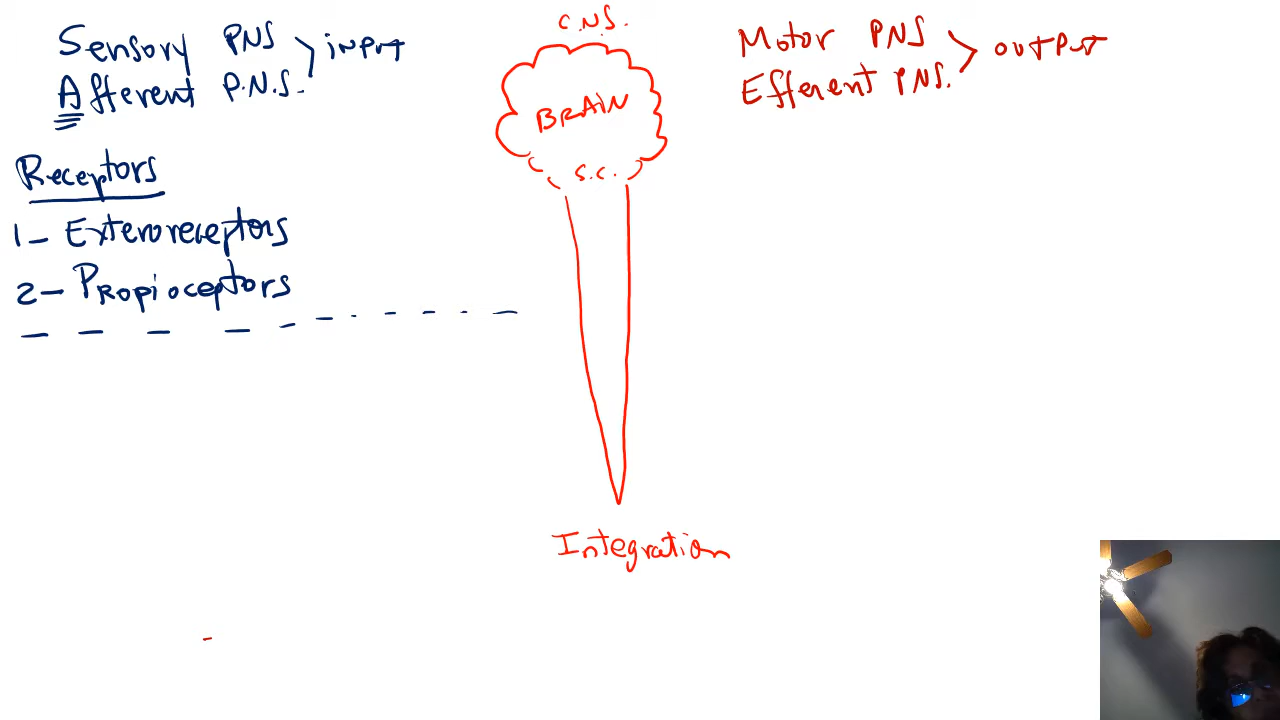 Sensory PNS > input
Afferent P.N.S.
Receptors
1- Exteroreceptors
2- Propioceptors
C.N.S.
BRAIN
S.C.
Integration
Motor PNS > output
Efferent PNS.